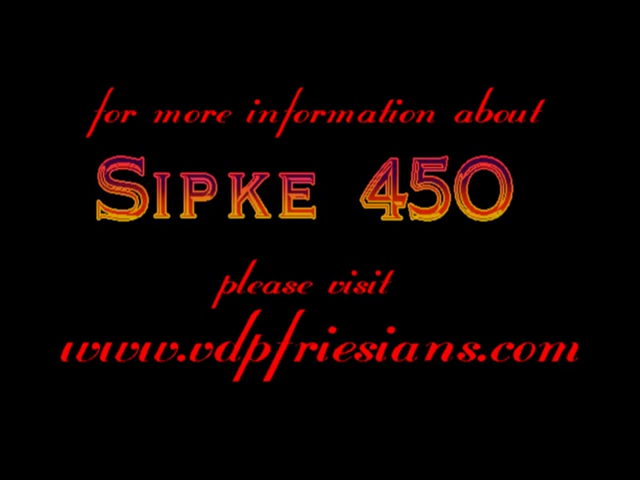 for more information about
SIPKE 450
please visit
www.vdpfriesians.com